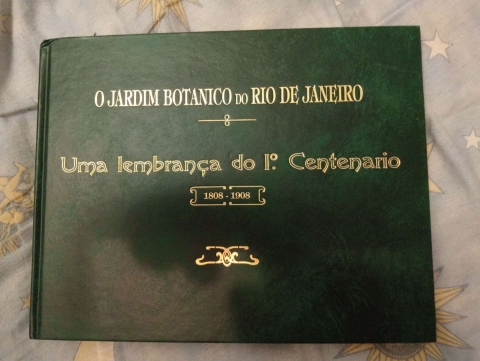 O JARDIM BOTANICO DO RIO DE JANEIRO
Uma lembrança do 1º. Centenario
1808 - 1908